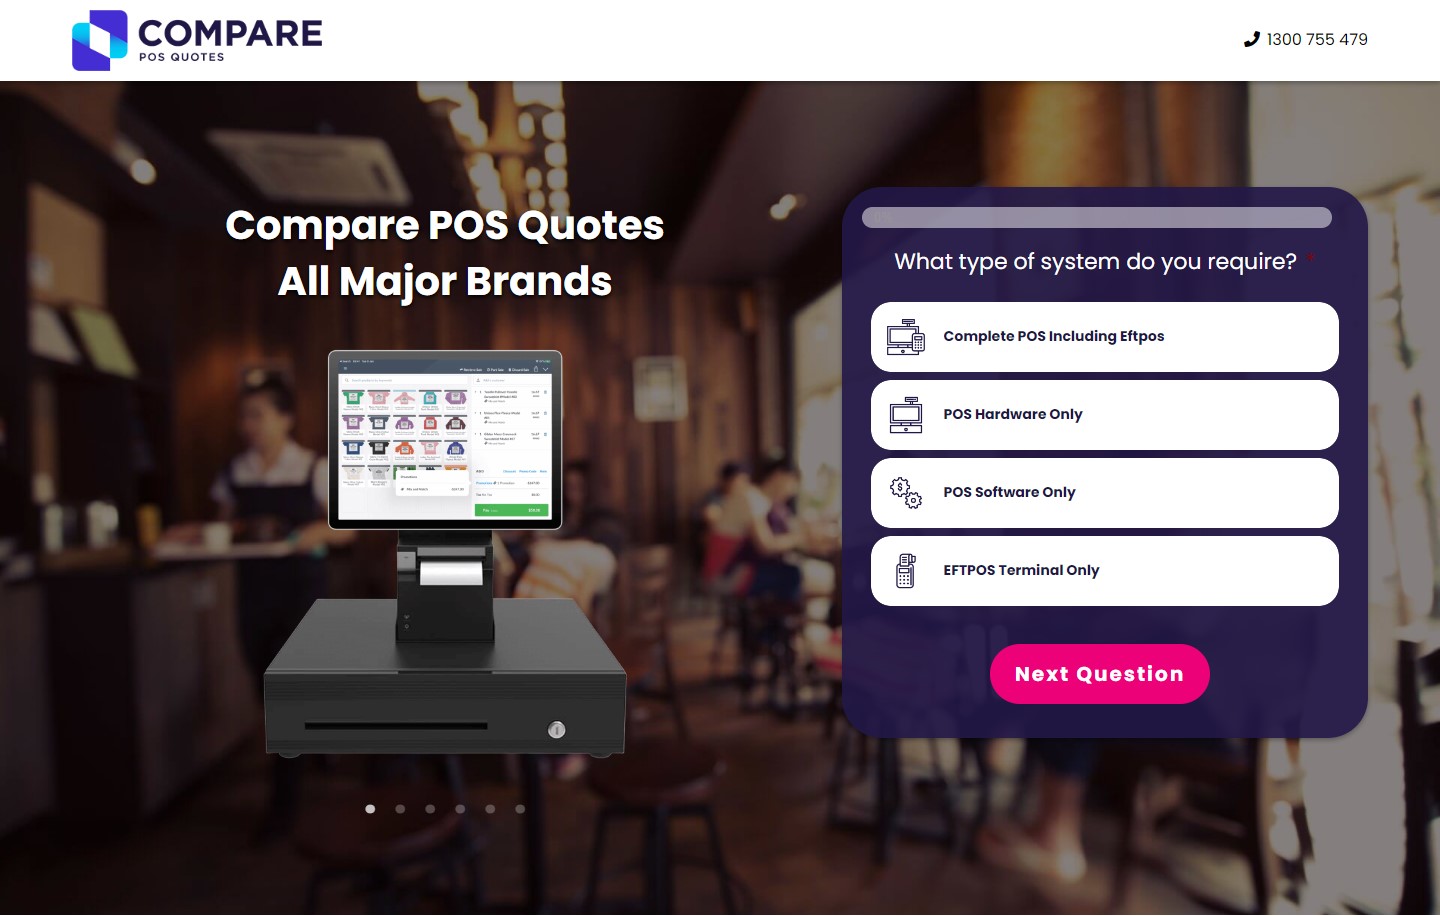 COMPARE
POS QUOTES
1300 755 479
Compare POS Quotes
All Major Brands
What type of system do you require? *
Complete POS Including Eftpos
POS Hardware Only
POS Software Only
EFTPOS Terminal Only
Next Question